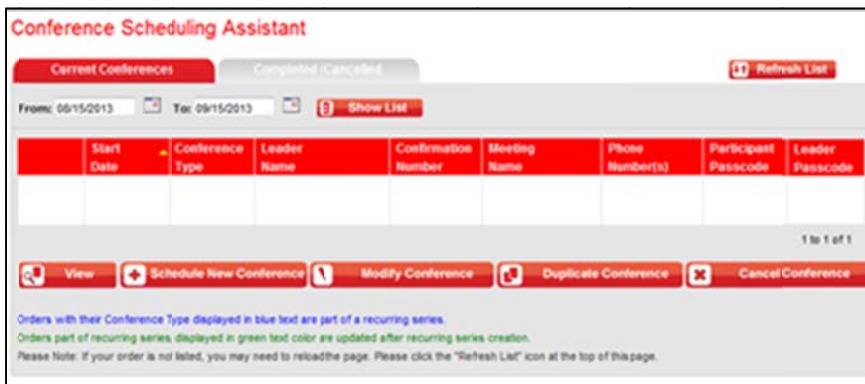 Conference Scheduling Assistant
Current Conferences Completed /Cancelled Refresh List
From: 08/15/2013 To: 09/15/2013 Show List
Start Date Conference Type Leader Name Confirmation Number Meeting Name Phone Number(s) Participant Passcode Leader Passcode
1 to 1 of 1
View Schedule New Conference Modify Conference Duplicate Conference Cancel Conference
Orders with their Conference Type displayed in blue text are part of a recurring series.
Orders part of recurring series, displayed in green text color are updated after recurring series creation.
Please Note: If your order is not listed, you may need to reloadthe page. Please click the "Refresh List" icon at the top of this page.